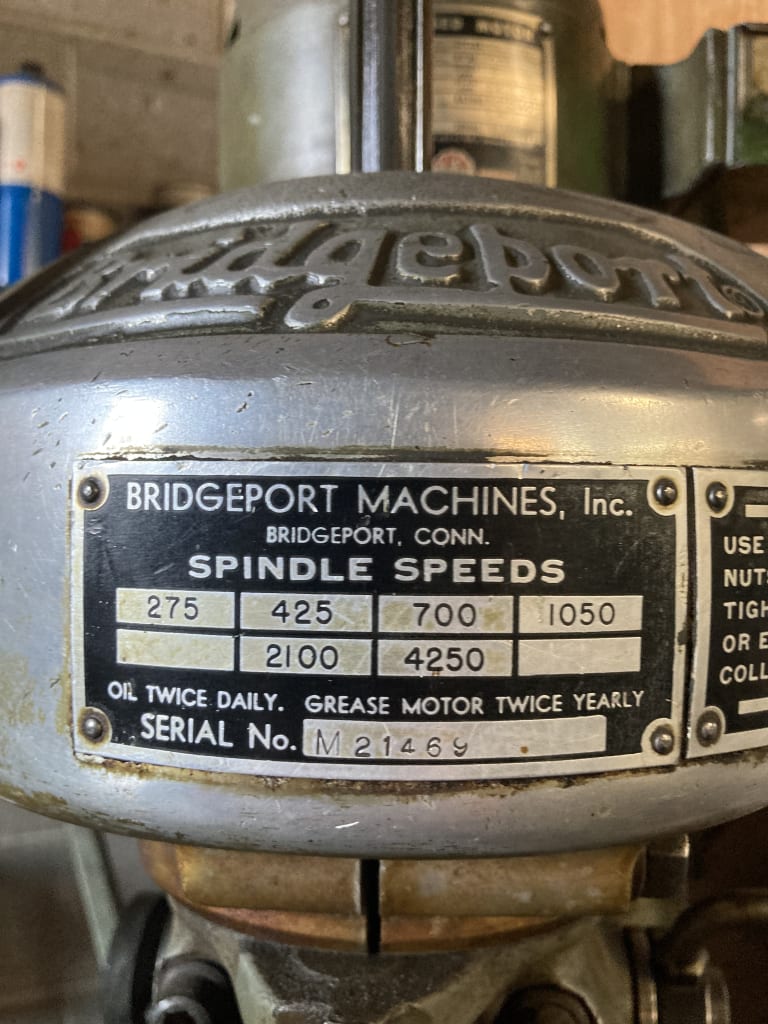 Bridgeport
BRIDGEPORT MACHINES, Inc.
BRIDGEPORT, CONN.
SPINDLE SPEEDS
275 425 700 1050
2100 4250
OIL TWICE DAILY. GREASE MOTOR TWICE YEARLY
SERIAL No. M 21469
USE
NUTS
TIGH
OR E
COLL